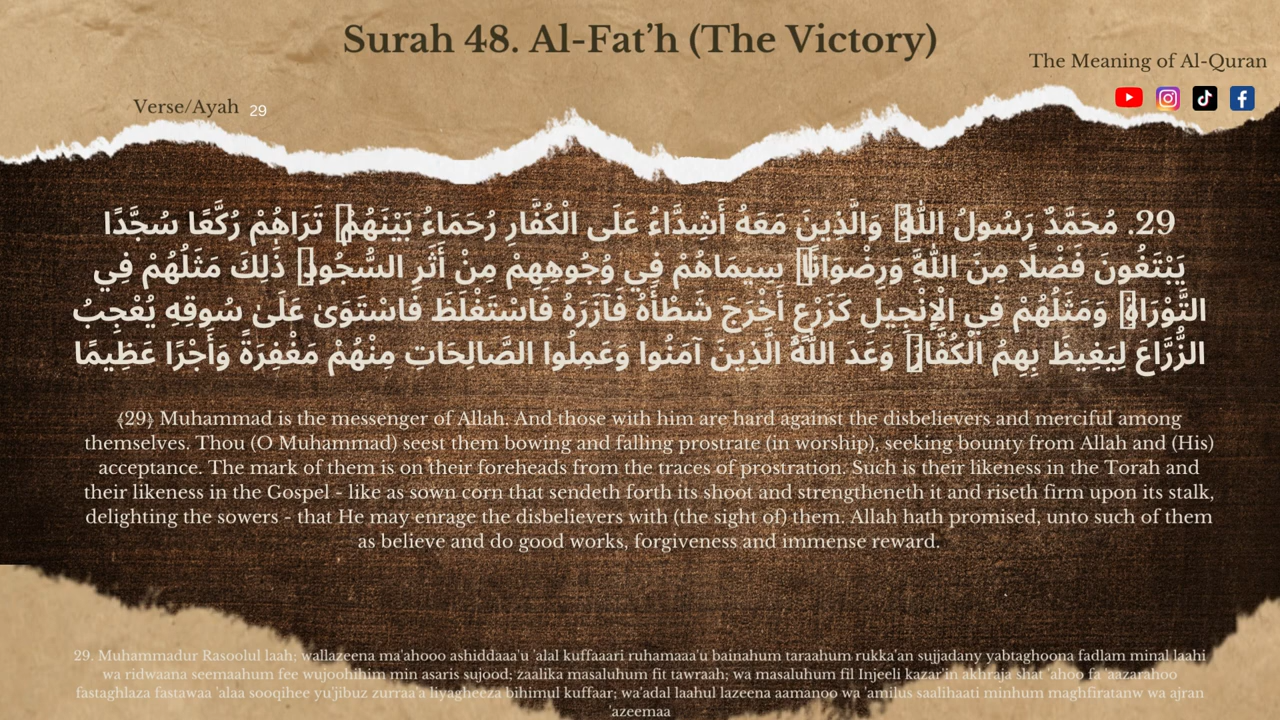 Surah 48. Al-Fat’h (The Victory)
The Meaning of Al-Quran
Verse/Ayah 29
29. مُحَمَّدٌ رَسُولُ اللَّهِ وَالَّذِينَ مَعَهُ أَشِدَّاءُ عَلَى الْكُفَّارِ رُحَمَاءُ بَيْنَهُمْ تَرَاهُمْ رُكَّعًا سُجَّدًا
يَبْتَغُونَ فَضْلًا مِنَ اللَّهِ وَرِضْوَانًا سِيمَاهُمْ فِي وُجُوهِهِمْ مِنْ أَثَرِ السُّجُودِ ذَٰلِكَ مَثَلُهُمْ فِي
التَّوْرَاةِ وَمَثَلُهُمْ فِي الْإِنْجِيلِ كَزَرْعٍ أَخْرَجَ شَطْأَهُ فَآزَرَهُ فَاسْتَغْلَظَ فَاسْتَوَىٰ عَلَىٰ سُوقِهِ يُعْجِبُ
الزُّرَّاعَ لِيَغِيظَ بِهِمُ الْكُفَّارَ وَعَدَ اللَّهُ الَّذِينَ آمَنُوا وَعَمِلُوا الصَّالِحَاتِ مِنْهُمْ مَغْفِرَةً وَأَجْرًا عَظِيمًا
﴾29﴿ Muhammad is the messenger of Allah. And those with him are hard against the disbelievers and merciful among
themselves. Thou (O Muhammad) seest them bowing and falling prostrate (in worship), seeking bounty from Allah and (His)
acceptance. The mark of them is on their foreheads from the traces of prostration. Such is their likeness in the Torah and
their likeness in the Gospel - like as sown corn that sendeth forth its shoot and strengtheneth it and riseth firm upon its stalk,
delighting the sowers - that He may enrage the disbelievers with (the sight of) them. Allah hath promised, unto such of them
as believe and do good works, forgiveness and immense reward.
29. Muhammadur Rasoolul laah; wallazeena ma'ahooo ashiddaaa'u 'alal kuffaaari ruhamaaa'u bainahum taraahum rukka'an sujjadany yabtaghoona fadlam minal laahi
wa ridwaana seemaahum fee wujoohihim min asaris sujood; zaalika masaluhum fit tawraah; wa masaluhum fil Injeeli kazar'in akhraja shat 'ahoo fa 'aazarahoo
fastaghlaza fastawaa 'alaa sooqihee yu'jibuz zurraa'a liyagheeza bihimul kuffaar; wa'adal laahul lazeena aamanoo wa 'amilus saalihaati minhum maghfiratanw wa ajran
'azeemaa